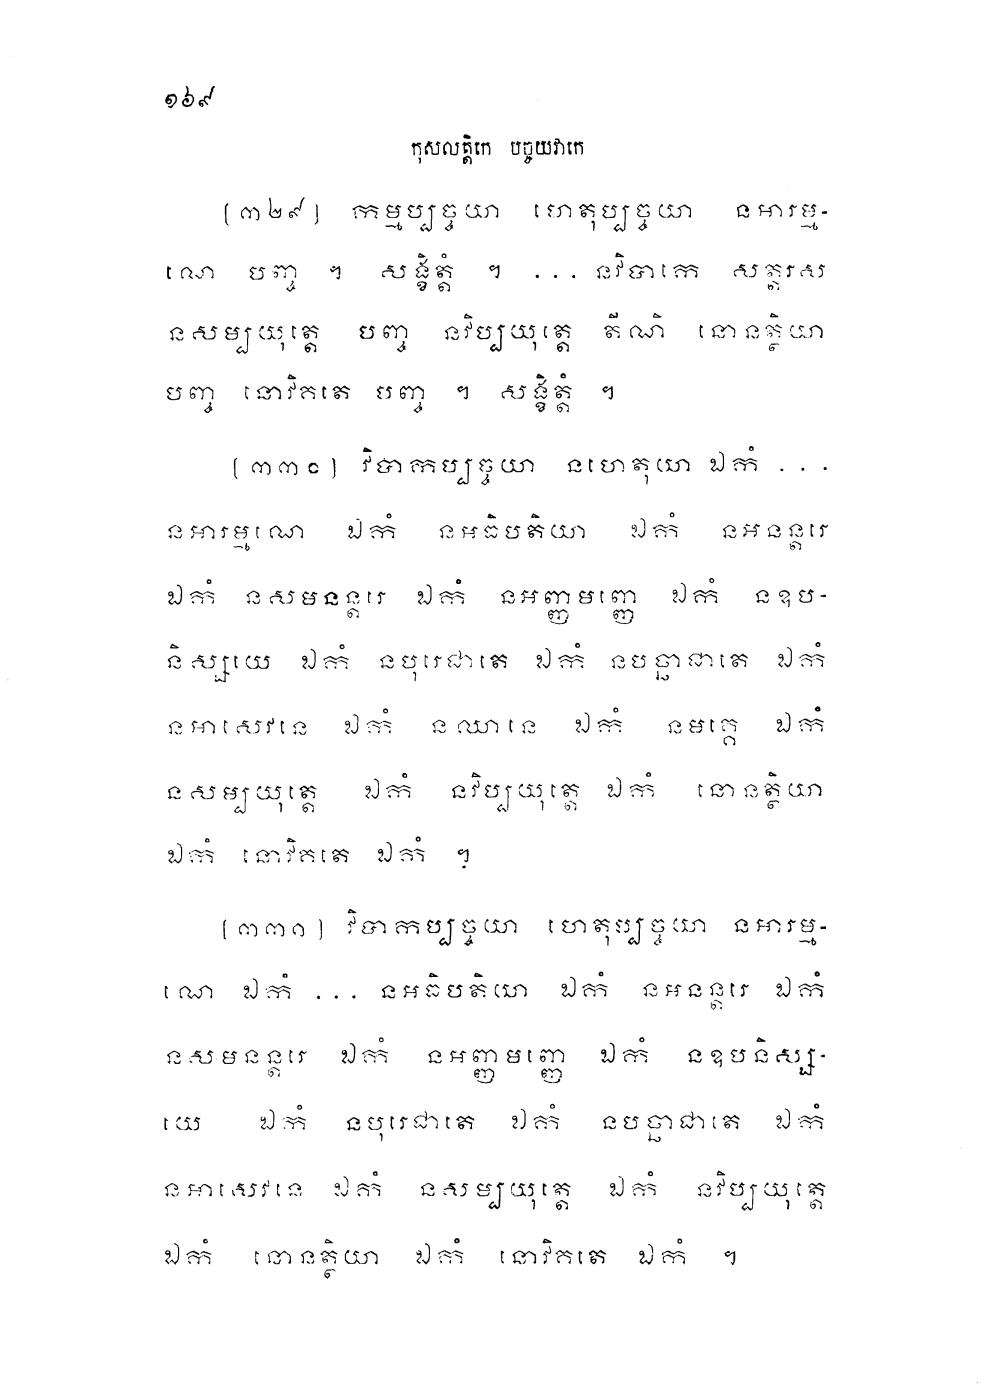 ១៦៩
កុសលត្តិកេ បច្ចយវាកេ
(៣២៩) កម្មប្បច្ចយា ហេតុប្បច្ចយា នអារម្ម-
ណេ បញ្ច ។ សង្ខិត្តំ ។ ... នវិបាកេ សត្តរស
នសម្បយុត្តេ បញ្ច នវិប្បយុត្តេ តីណិ នោនត្ថិយា
បញ្ច នោវិគតេ បញ្ច ។ សង្ខិត្តំ ។
(៣៣០) វិបាកប្បច្ចយា នហេតុយា ឯកំ ...
នអារម្មណេ ឯកំ នអធិបតិយា ឯកំ នអនន្តរេ
ឯកំ នសមនន្តរេ ឯកំ នអញ្ញមញ្ញេ ឯកំ នឧប-
និស្សយេ ឯកំ នបុរេជាតេ ឯកំ នបច្ឆាជាតេ ឯកំ
នអាសេវនេ ឯកំ នឈានេ ឯកំ នមគ្គេ ឯកំ
នសម្បយុត្តេ ឯកំ នវិប្បយុត្តេ ឯកំ នោនត្ថិយា
ឯកំ នោវិគតេ ឯកំ ។
(៣៣១) វិបាកប្បច្ចយា ហេតុប្បច្ចយា នអារម្ម-
ណេ ឯកំ ... នអធិបតិយា ឯកំ នអនន្តរេ ឯកំ
នសមនន្តរេ ឯកំ នអញ្ញមញ្ញេ ឯកំ នឧបនិស្ស-
យេ ឯកំ នបុរេជាតេ ឯកំ នបច្ឆាជាតេ ឯកំ
នអាសេវនេ ឯកំ នសម្បយុត្តេ ឯកំ នវិប្បយុត្តេ
ឯកំ នោនត្ថិយា ឯកំ នោវិគតេ ឯកំ ។